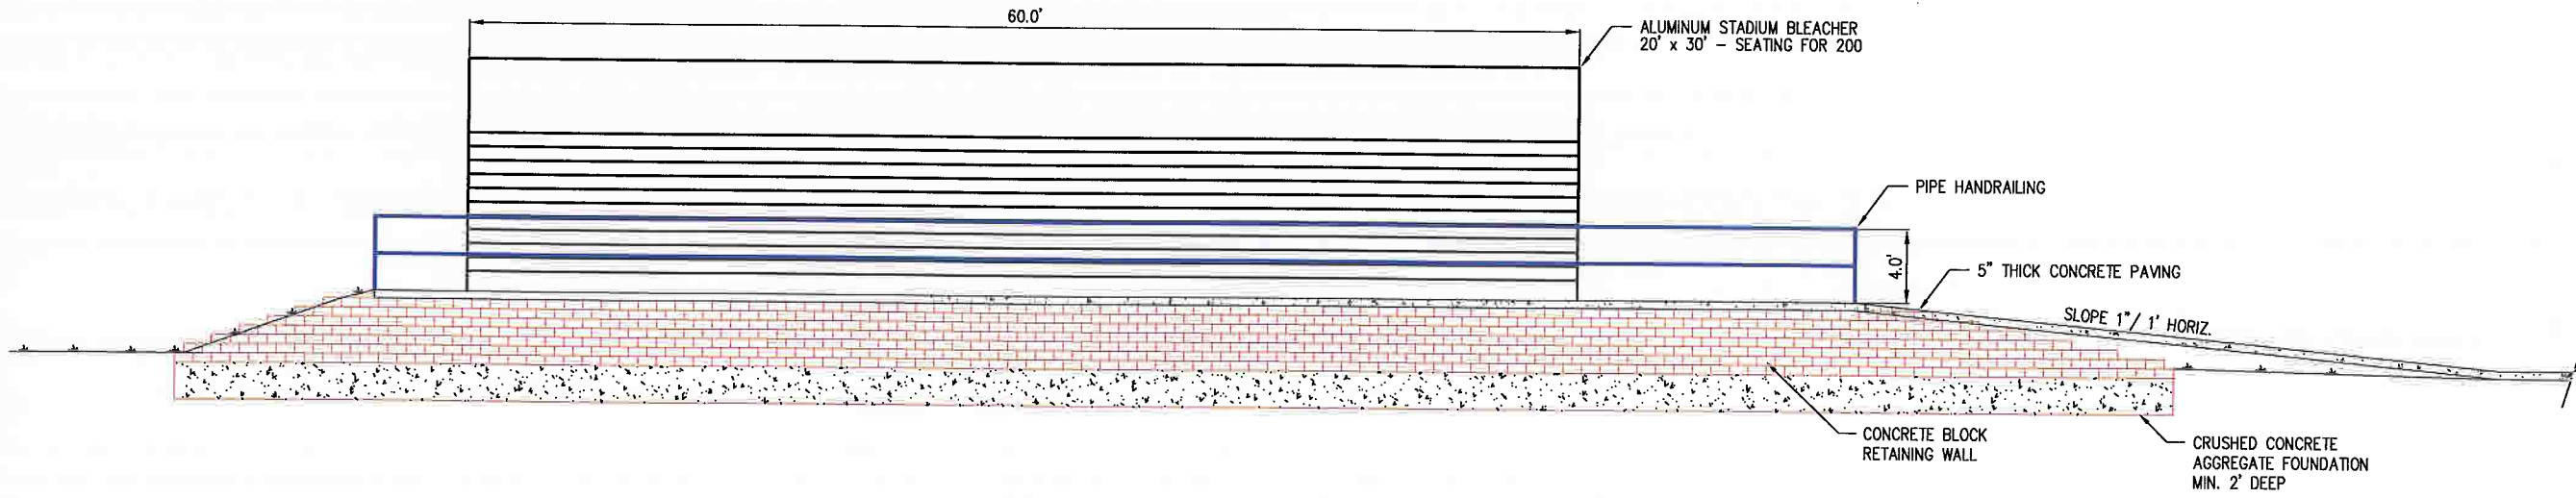 60.0'
ALUMINUM STADIUM BLEACHER
20' x 30' - SEATING FOR 200
PIPE HANDRAILING
4.0'
5" THICK CONCRETE PAVING
SLOPE 1"/ 1' HORIZ.
CONCRETE BLOCK
RETAINING WALL
CRUSHED CONCRETE
AGGREGATE FOUNDATION
MIN. 2' DEEP